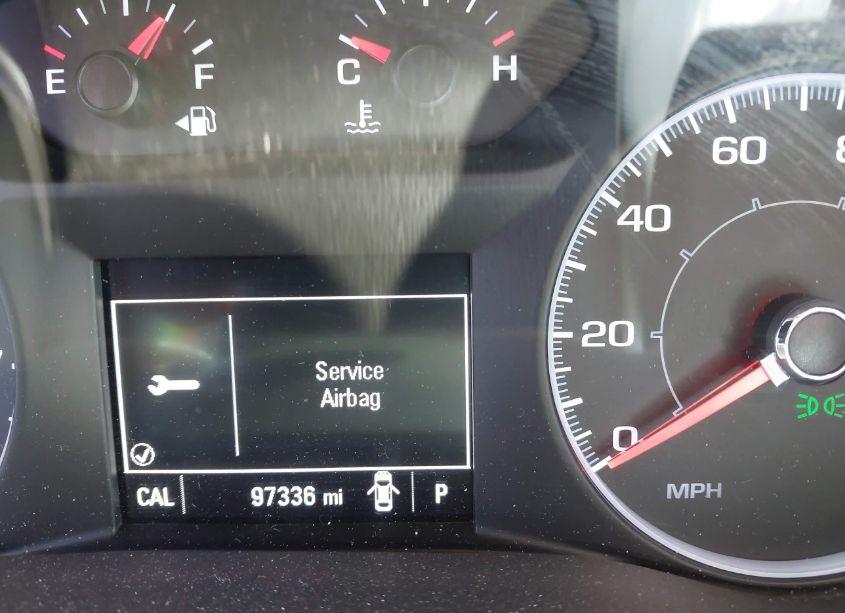 E F
C H
60
40
20
0
MPH
Service
Airbag
CAL 97336 mi P